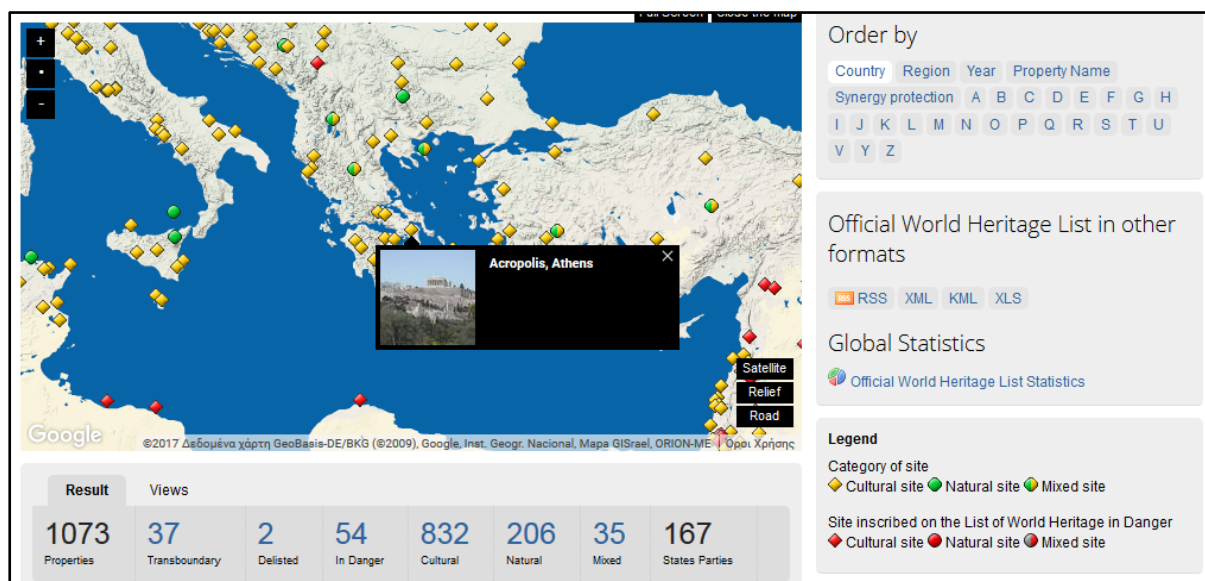 Full Screen Close the map
+
-
Acropolis, Athens
Satellite
Relief
Road
Google
©2017 Δεδομένα χάρτη GeoBasis-DE/BKG (©2009), Google, Inst. Geogr. Nacional, Mapa GISrael, ORION-ME Όροι Χρήσης
Result Views
1073 37 2 54 832 206 35 167
Properties Transboundary Delisted In Danger Cultural Natural Mixed States Parties
Order by
Country Region Year Property Name
Synergy protection A B C D E F G H
I J K L M N O P Q R S T U
V Y Z
Official World Heritage List in other
formats
RSS RSS XML KML XLS
Global Statistics
Official World Heritage List Statistics
Legend
Category of site
Cultural site Natural site Mixed site
Site inscribed on the List of World Heritage in Danger
Cultural site Natural site Mixed site